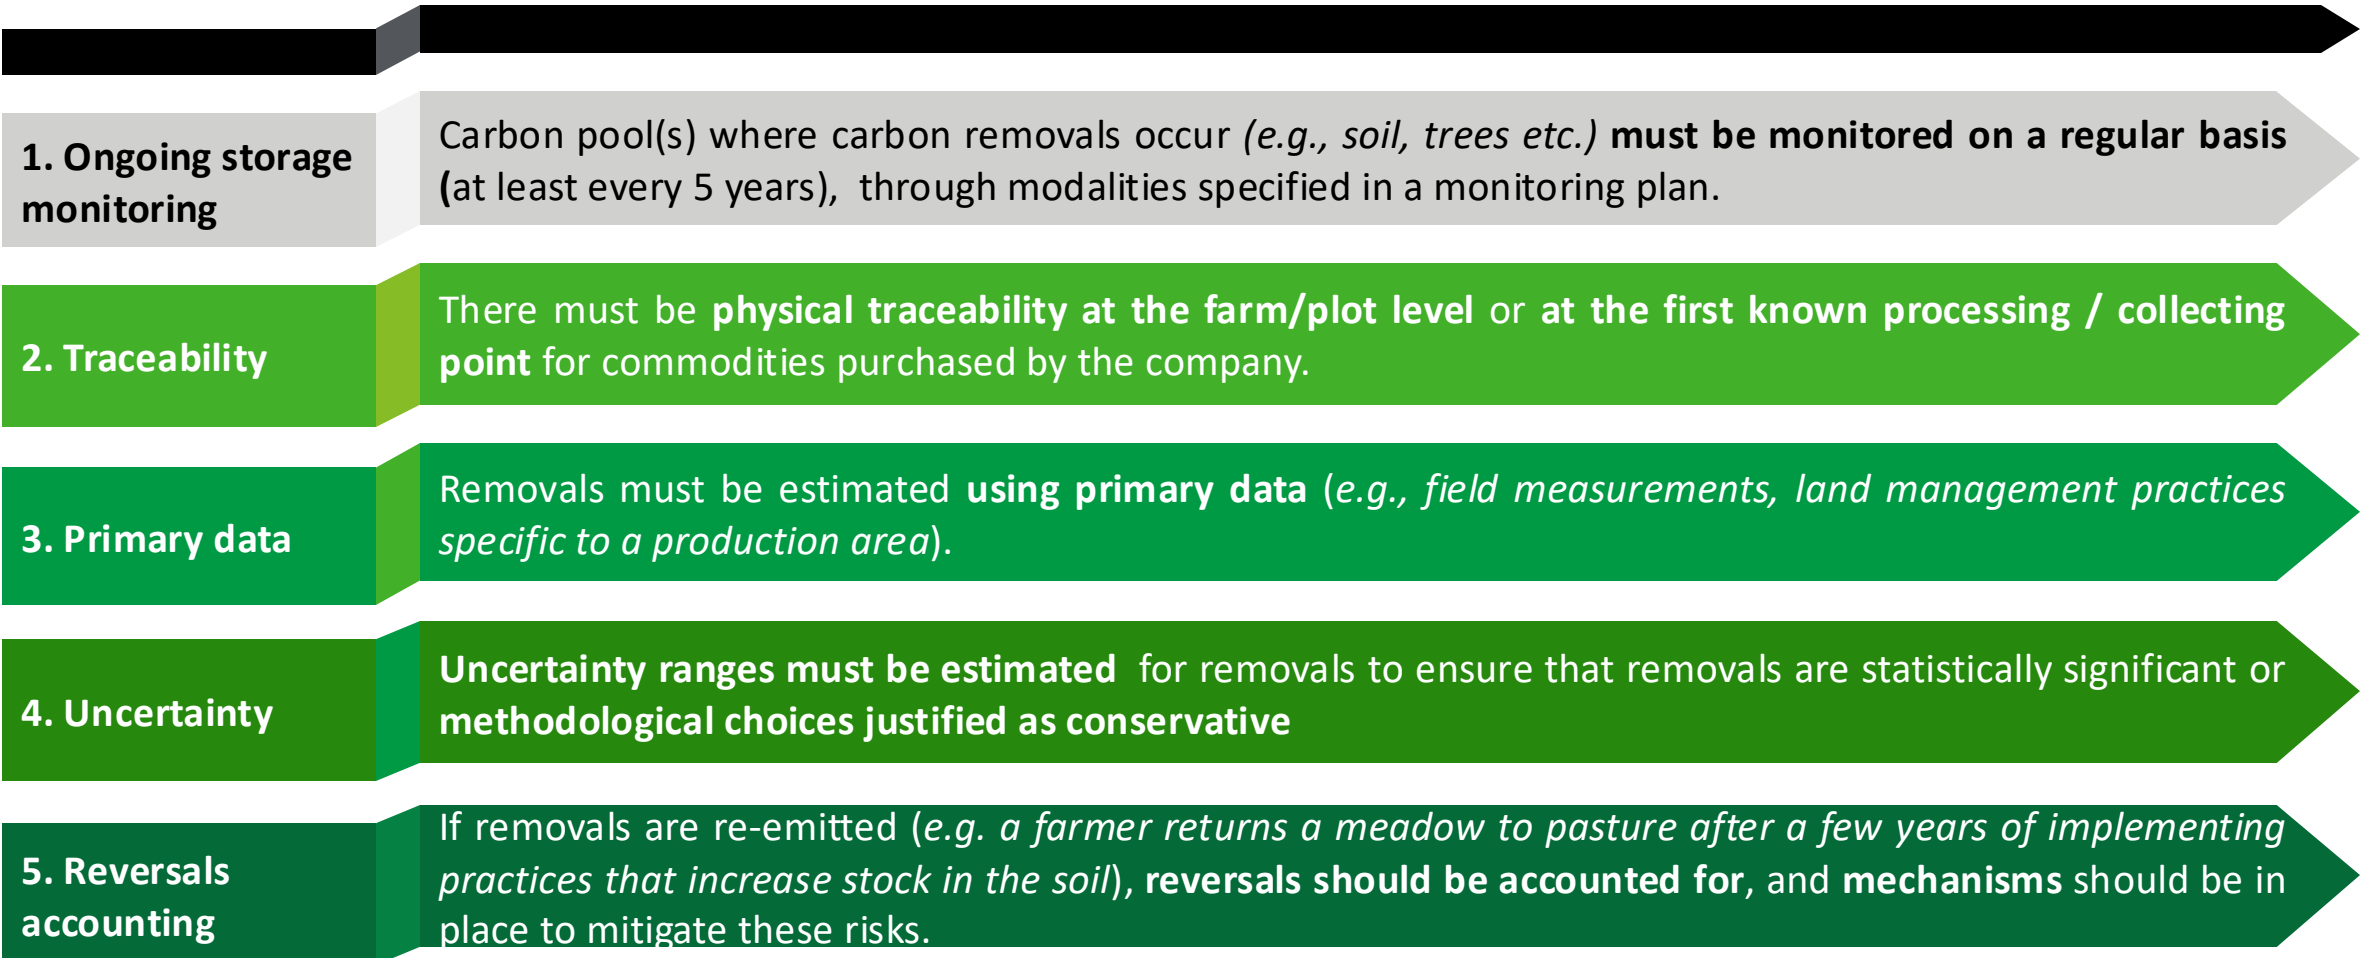 1. Ongoing storage
monitoring
Carbon pool(s) where carbon removals occur (e.g., soil, trees etc.) must be monitored on a regular basis
(at least every 5 years),  through modalities specified in a monitoring plan.
2. Traceability
There must be physical traceability at the farm/plot level or at the first known processing / collecting
point for commodities purchased by the company.
3. Primary data
Removals must be estimated using primary data (e.g., field measurements, land management practices
specific to a production area).
4. Uncertainty
Uncertainty ranges must be estimated  for removals to ensure that removals are statistically significant or
methodological choices justified as conservative
5. Reversals
accounting
If removals are re-emitted (e.g. a farmer returns a meadow to pasture after a few years of implementing
practices that increase stock in the soil), reversals should be accounted for, and mechanisms should be in
place to mitigate these risks.